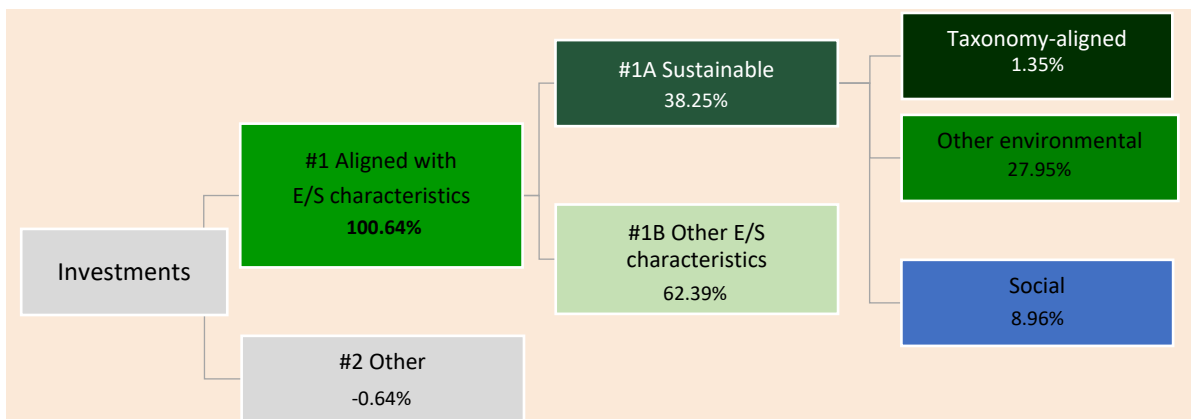 Investments
#1 Aligned with
E/S characteristics
100.64%
#2 Other
-0.64%
#1A Sustainable
38.25%
#1B Other E/S
characteristics
62.39%
Taxonomy-aligned
1.35%
Other environmental
27.95%
Social
8.96%